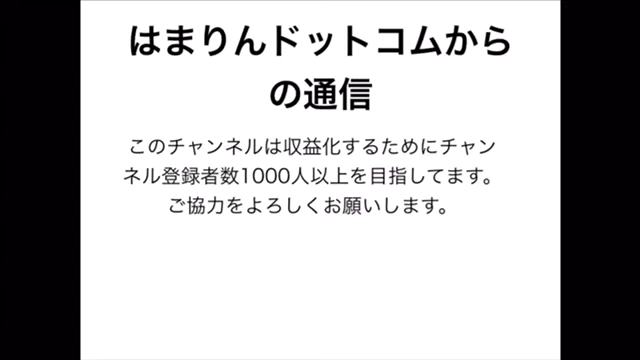 はまりんドットコムから
の通信
このチャンネルは収益化するためにチャン
ネル登録者数1000人以上を目指してます。
ご協力をよろしくお願いします。